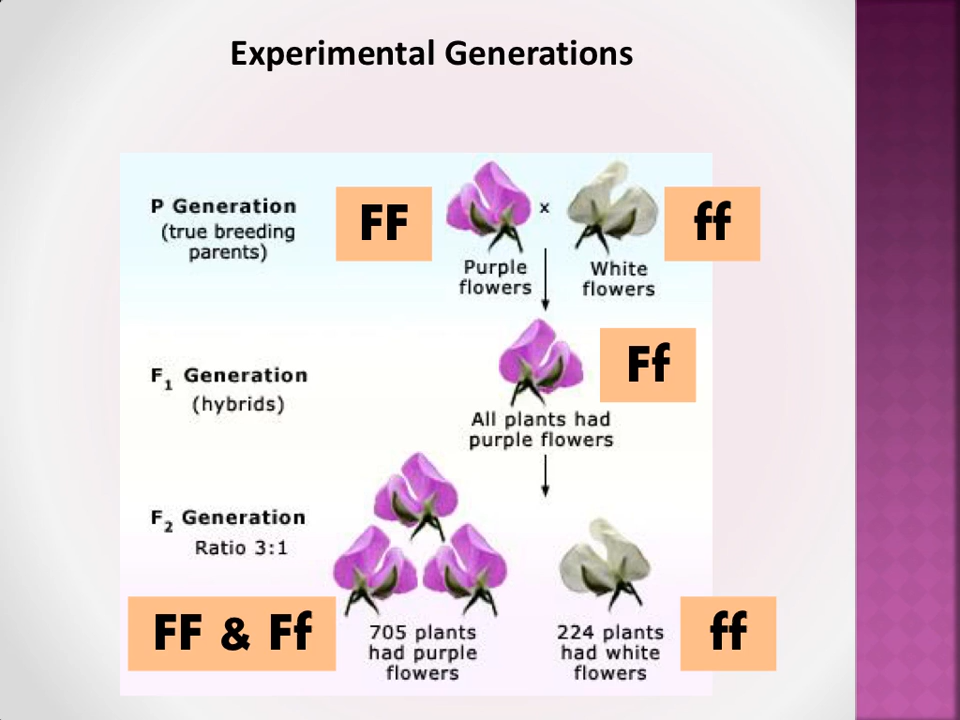 Experimental Generations
P Generation
(true breeding
parents)
FF
x
ff
Purple
flowers
White
flowers
F1 Generation
(hybrids)
Ff
All plants had
purple flowers
F2 Generation
Ratio 3:1
FF & Ff
705 plants
had purple
flowers
224 plants
had white
flowers
ff